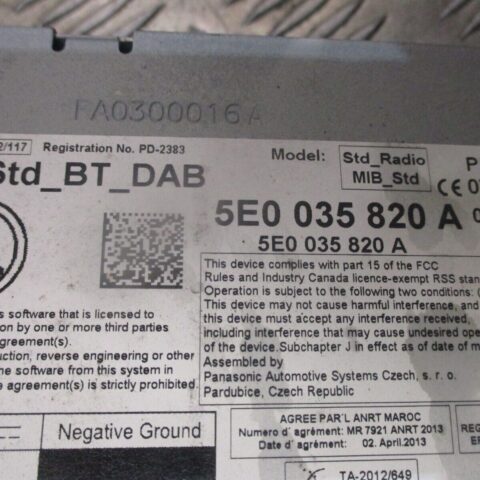 FA0300016A
2/117 Registration No. PD-2383
Std_BT_DAB
Model: Std_Radio
MIB_Std
P
CE
5E0 035 820 A
5E0 035 820 A
This device complies with part 15 of the FCC
Rules and Industry Canada licence-exempt RSS stan
Operation is subject to the following two conditions: (
This device may not cause harmful interference, and
this device must accept any interference received,
including interference that may cause undesired ope
of the device.Subchapter J in effect as of date of m
Assembled by
Panasonic Automotive Systems Czech, s. r. o.
Pardubice, Czech Republic
s software that is licensed to
on by one or more third parties
agreement(s).
uction, reverse engineering or other
he software from this system in
e agreement(s) is strictly prohibited.
Negative Ground
AGREE PAR'L ANRT MAROC
Numero d'agrément: MR 7921 ANRT 2013
Date d'agrément: 02. April.2013
REG
TA-2012/649